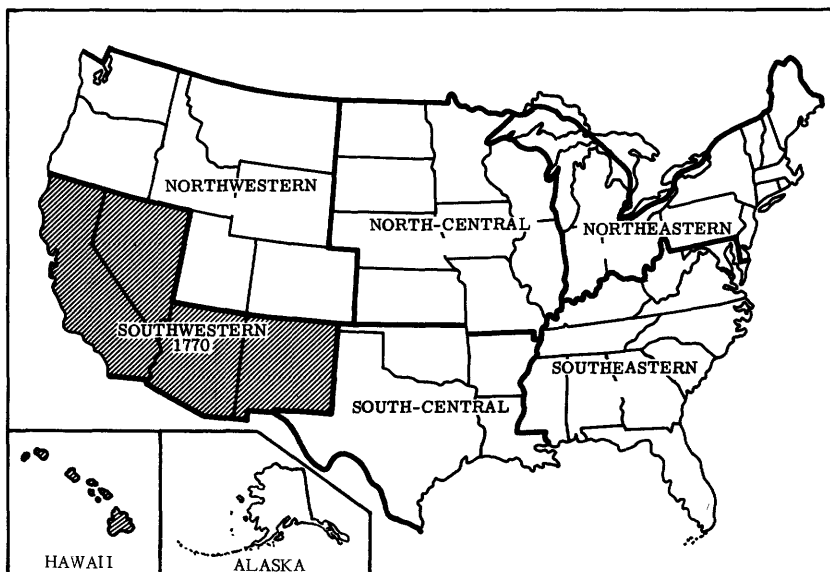 NORTHWESTERN
NORTH-CENTRAL
NORTHEASTERN
SOUTHWESTERN
1770
SOUTHEASTERN
SOUTH-CENTRAL
HAWAII
ALASKA